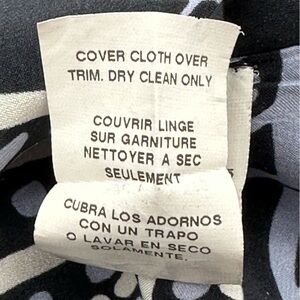 COVER CLOTH OVER
TRIM. DRY CLEAN ONLY
COUVRIR LINGE
SUR GARNITURE
NETTOYER A SEC
SEULEMENT
CUBRA LOS ADORNOS
CON UN TRAPO
O LAVAR EN SECO
SOLAMENTE.